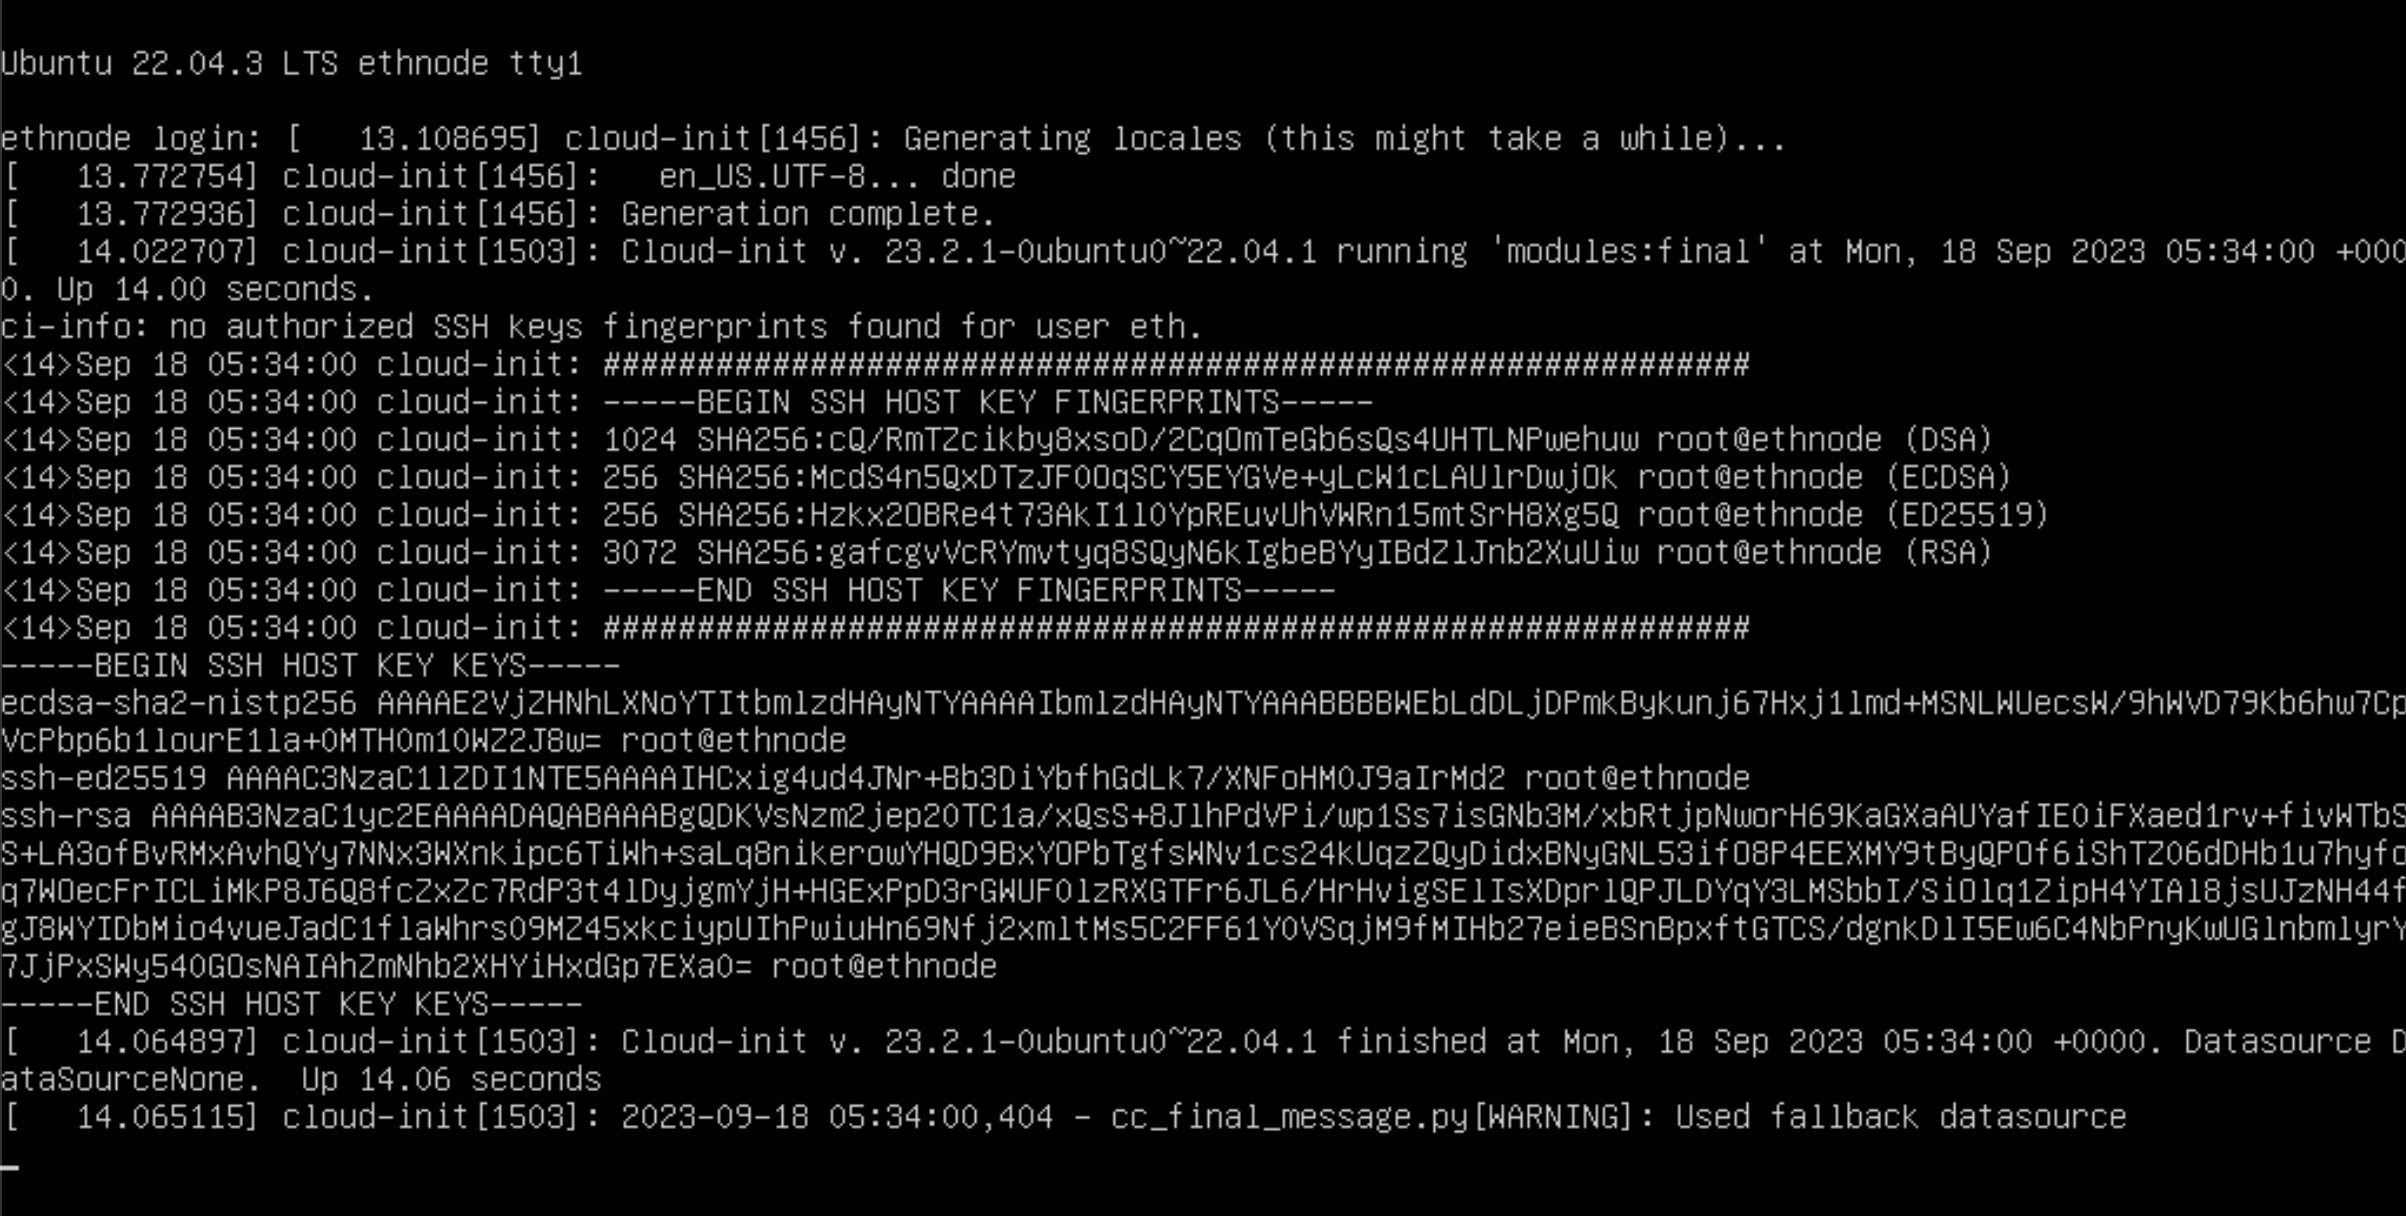 Ubuntu 22.04.3 LTS ethnode tty1
ethnode login: [   13.108695] cloud-init[1456]: Generating locales (this might take a while)...
[   13.772754] cloud-init[1456]:   en_US.UTF-8... done
[   13.772936] cloud-init[1456]: Generation complete.
[   14.022707] cloud-init[1503]: Cloud-init v. 23.2.1-0ubuntu0~22.04.1 running 'modules:final' at Mon, 18 Sep 2023 05:34:00 +000
0. Up 14.00 seconds.
ci-info: no authorized SSH keys fingerprints found for user eth.
<14>Sep 18 05:34:00 cloud-init: #############################################################
<14>Sep 18 05:34:00 cloud-init: -----BEGIN SSH HOST KEY FINGERPRINTS-----
<14>Sep 18 05:34:00 cloud-init: 1024 SHA256:cQ/RmTZcikby8xsoD/2CqOmTeGb6sQs4UHTLNPwehuw root@ethnode (DSA)
<14>Sep 18 05:34:00 cloud-init: 256 SHA256:McdS4n5QxDTzJFOOqSCY5EYGVe+yLcW1cLAUlrDwjOk root@ethnode (ECDSA)
<14>Sep 18 05:34:00 cloud-init: 256 SHA256:Hzkx2OBRe4t73AkI1lOYpREuvUhVWRn15mtSrH8Xg5Q root@ethnode (ED25519)
<14>Sep 18 05:34:00 cloud-init: 3072 SHA256:gafcgvVcRYmvtyq8SQyN6kIgbeBYyIBdZlJnb2XuUiw root@ethnode (RSA)
<14>Sep 18 05:34:00 cloud-init: -----END SSH HOST KEY FINGERPRINTS-----
<14>Sep 18 05:34:00 cloud-init: #############################################################
-----BEGIN SSH HOST KEY KEYS-----
ecdsa-sha2-nistp256 AAAAE2VjZHNhLXNoYTItbmlzdHAyNTYAAAAIbmlzdHAyNTYAAABBBBWEbLdDLjDPmkBykunj67Hxj1lmd+MSNLWUecsW/9hWVD79Kb6hw7Cp
VcPbp6b1lourE1la+0MTH0m10WZ2J8w= root@ethnode
ssh-ed25519 AAAAC3NzaC1lZDI1NTE5AAAAIHCxig4ud4JNr+Bb3DiYbfhGdLk7/XNFoHM0J9aIrMd2 root@ethnode
ssh-rsa AAAAB3NzaC1yc2EAAAADAQABAAABgQDKVsNzm2jep2OTC1a/xQsS+8JlhPdVPi/wp1Ss7isGNb3M/xbRtjpNworH69KaGXaAUYafIE0iFXaed1rv+fivWTbS
S+LA3ofBvRMxAvhQYy7NNx3WXnkipc6TiWh+saLq8nikerowYHQD9BxYOPbTgfsWNv1cs24kUqzZQyDidxBNyGNL53ifO8P4EEXMY9tByQPOf6iShTZO6dDHb1u7hyfo
q7WOecFrICLiMkP8J6Q8fcZxZc7RdP3t4lDyjgmYjH+HGExPpD3rGWUFOlzRXGTFr6JL6/HrHvigSElIsXDprlQPJLDYqY3LMSbbI/SiOlq1ZipH4YIAl8jsUJzNH44f
gJ8WYIDbMio4vueJadC1flaWhrs09MZ45xkciypUIhPwiuHn69Nfj2xmltMs5C2FF61Y0VSqjM9fMIHb27eieBSnBpxftGTCS/dgnkDlI5Ew6C4NbPnyKwUGlnbmlyrY
7JjPxSWy540GOsNAIAhZmNhb2XHYiHxdGp7EXa0= root@ethnode
-----END SSH HOST KEY KEYS-----
[   14.064897] cloud-init[1503]: Cloud-init v. 23.2.1-0ubuntu0~22.04.1 finished at Mon, 18 Sep 2023 05:34:00 +0000. Datasource D
ataSourceNone.  Up 14.06 seconds
[   14.065115] cloud-init[1503]: 2023-09-18 05:34:00,404 - cc_final_message.py[WARNING]: Used fallback datasource